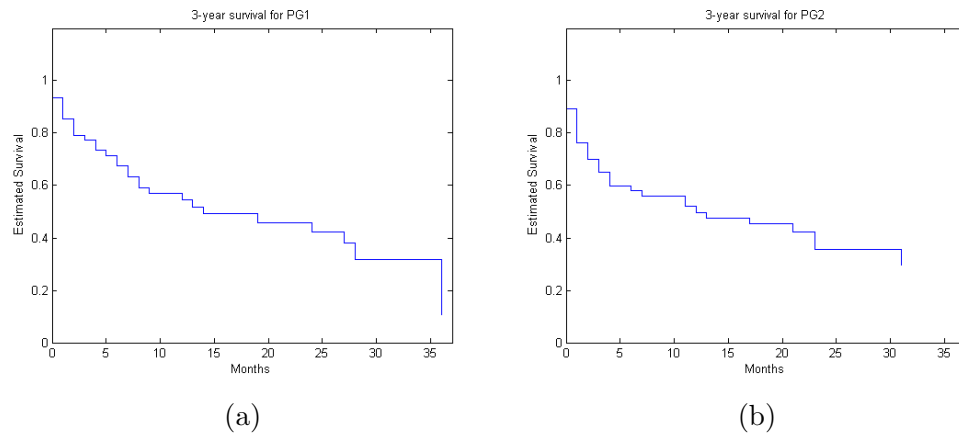 3-year survival for PG1
1
0.8
0.6
0.4
0.2
0
Estimated Survival
0 5 10 15 20 25 30 35
Months
(a)
3-year survival for PG2
1
0.8
0.6
0.4
0.2
0
Estimated Survival
0 5 10 15 20 25 30 35
Months
(b)